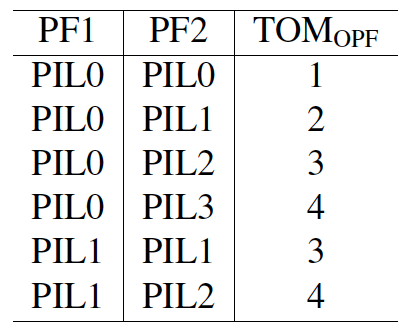 PF1 PF2 TOMOPF
PIL0 PIL0 1
PIL0 PIL1 2
PIL0 PIL2 3
PIL0 PIL3 4
PIL1 PIL1 3
PIL1 PIL2 4